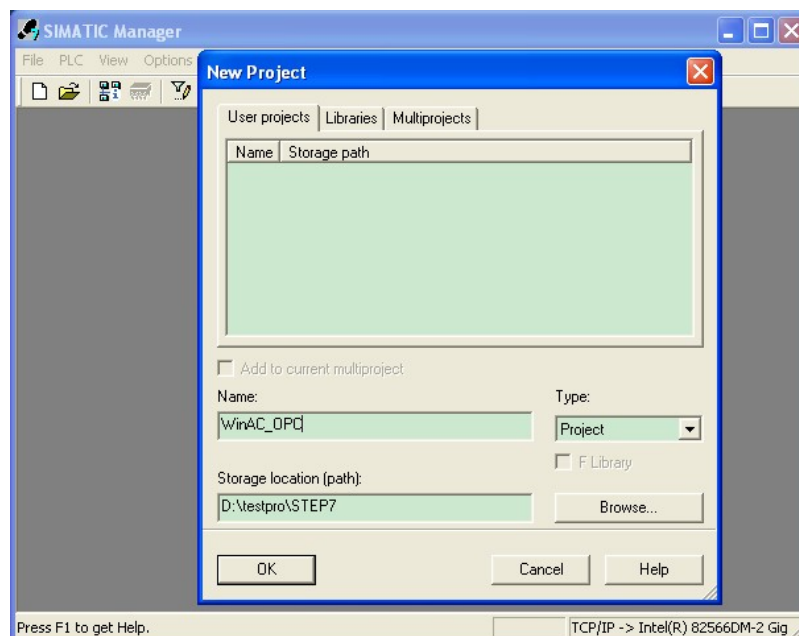 SIMATIC Manager
File PLC View Options
New Project
User projects Libraries Multiprojects
Name Storage path
Add to current multiproject
Name: Type:
WinAC_OPC Project
F Library
Storage location (path):
D:\testpro\STEP7 Browse...
OK Cancel Help
Press F1 to get Help. TCP/IP -> Intel(R) 82566DM-2 Gig